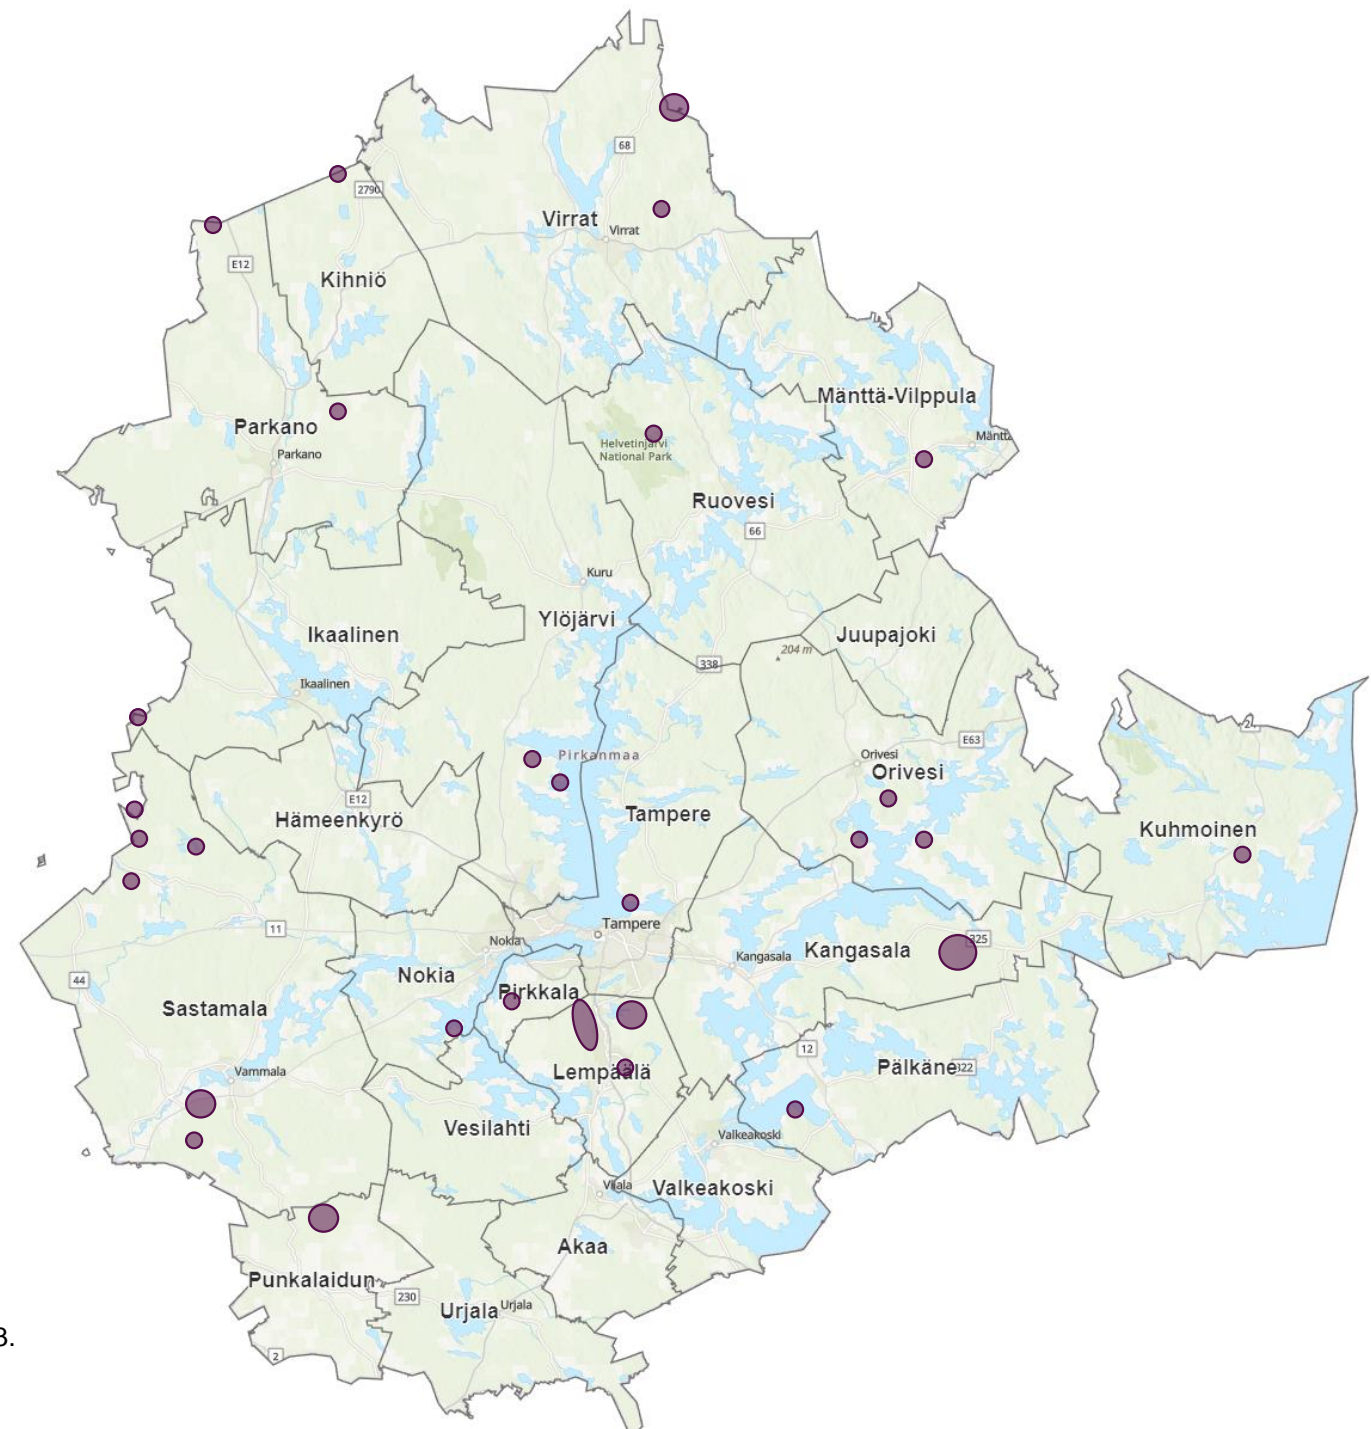 68
2790
Virrat
Virrat
E12
Kihniö
Mänttä-Vilppula
Parkano
Mänttä
Helvetinjärvi
National Park
Parkano
Ruovesi
66
Kuru
Ylöjärvi
Ikaalinen
Juupajoki
204 m
338
Ikaalinen
2
E63
Pirkanmaa
Orivesi
Orivesi
E12
Tampere
Hämeenkyrö
Kuhmoinen
11
Tampere
Nokia
325
Kangasala
Kangasala
Nokia
44
Pirkkala
Sastamala
12
Pälkäne
322
Lempäälä
Vammala
Vesilahti
Valkeakoski
Viiala
Valkeakoski
Akaa
Punkalaidun
230
Urjala
Urjala
3.
2